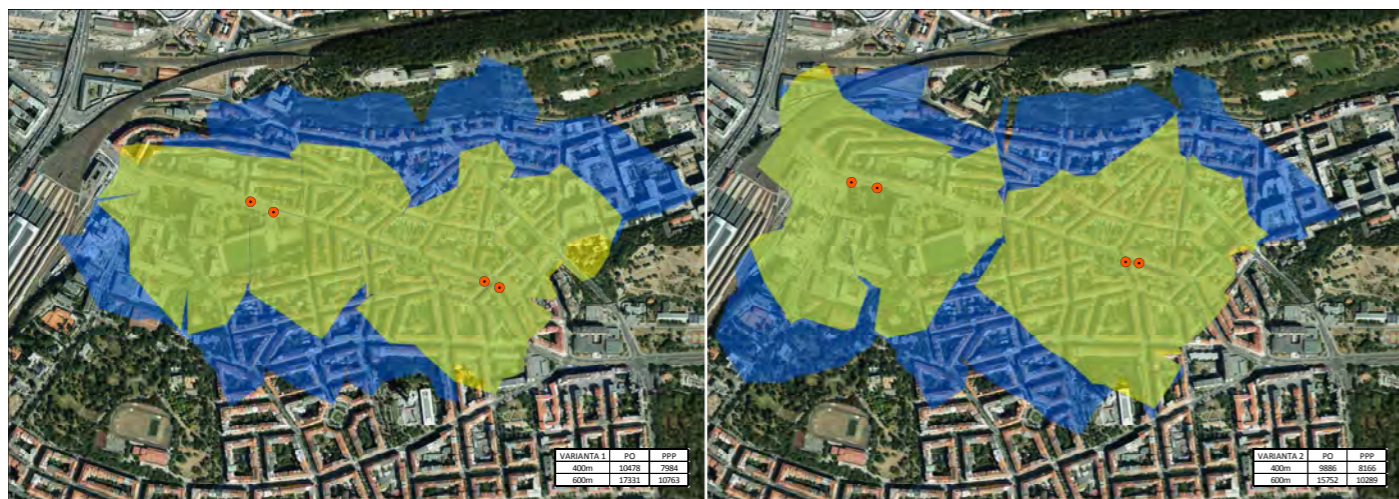 VARIANTA 1 PO PPP
400m 10478 7984
600m 17331 10763
VARIANTA 2 PO PPP
400m 9886 8166
600m 15752 10289